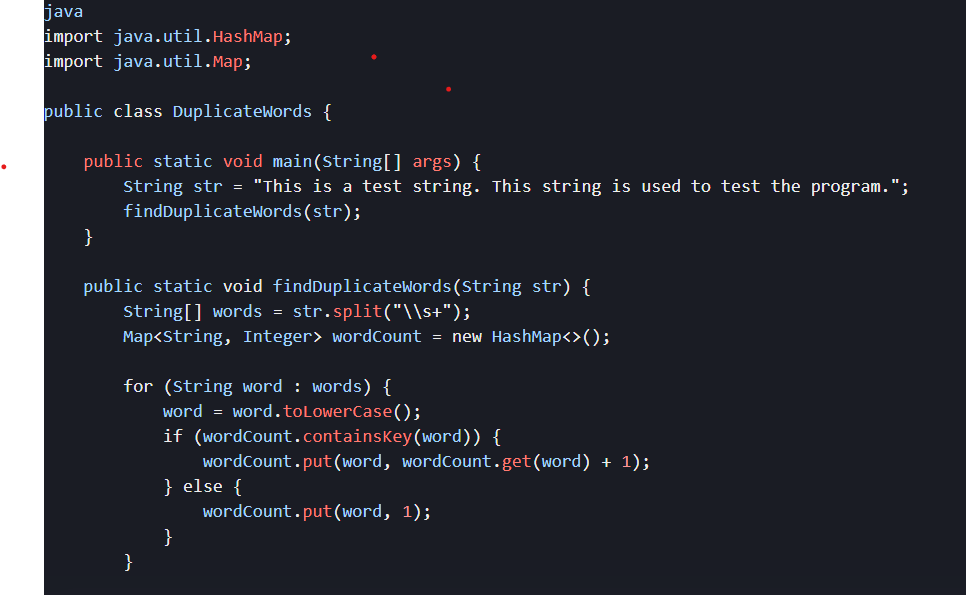 java
import java.util.HashMap;
import java.util.Map;
public class DuplicateWords {
public static void main(String[] args) {
String str = "This is a test string. This string is used to test the program.";
findDuplicateWords(str);
}
public static void findDuplicateWords(String str) {
String[] words = str.split("\\s+");
Map<String, Integer> wordCount = new HashMap<>();
for (String word : words) {
word = word.toLowerCase();
if (wordCount.containsKey(word)) {
wordCount.put(word, wordCount.get(word) + 1);
} else {
wordCount.put(word, 1);
}
}